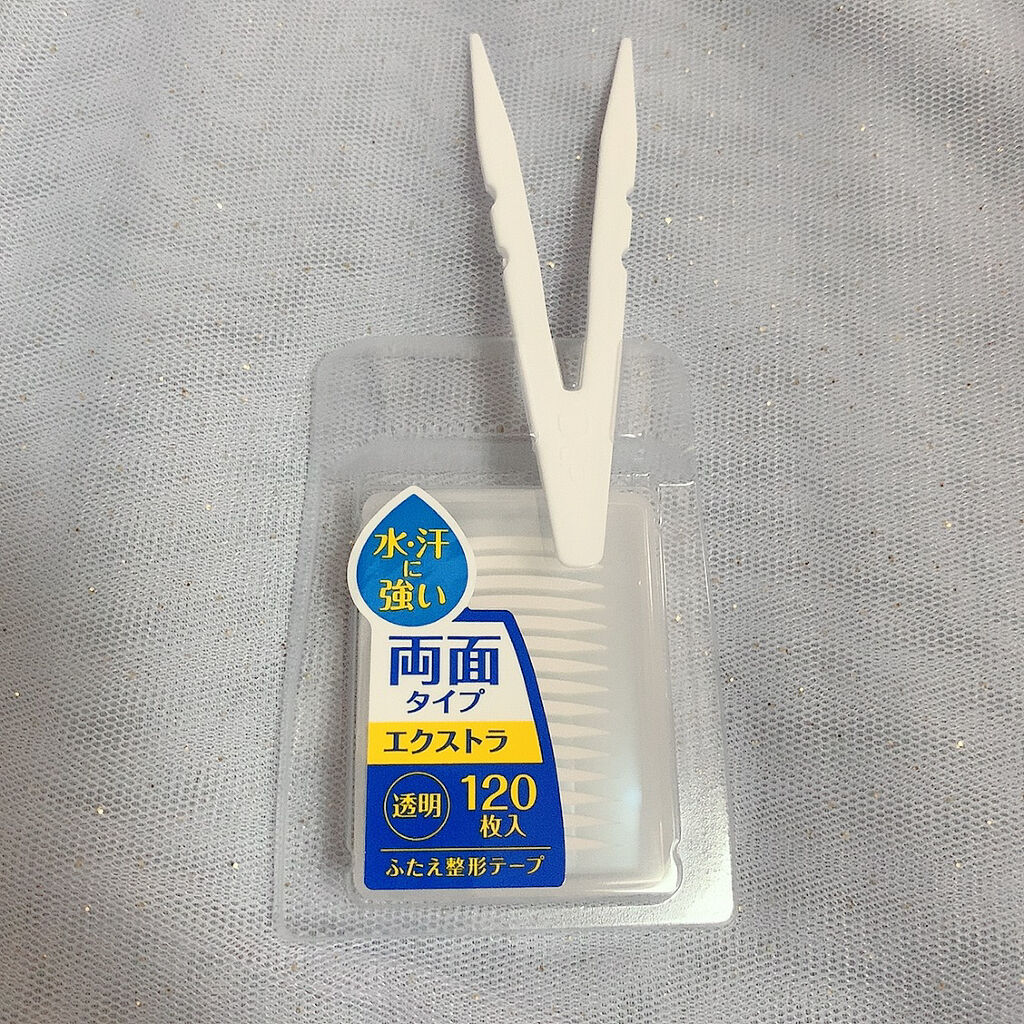 水・汗
に
強い
両面
タイプ
エクストラ
透明
120
枚入
ふたえ整形テープ